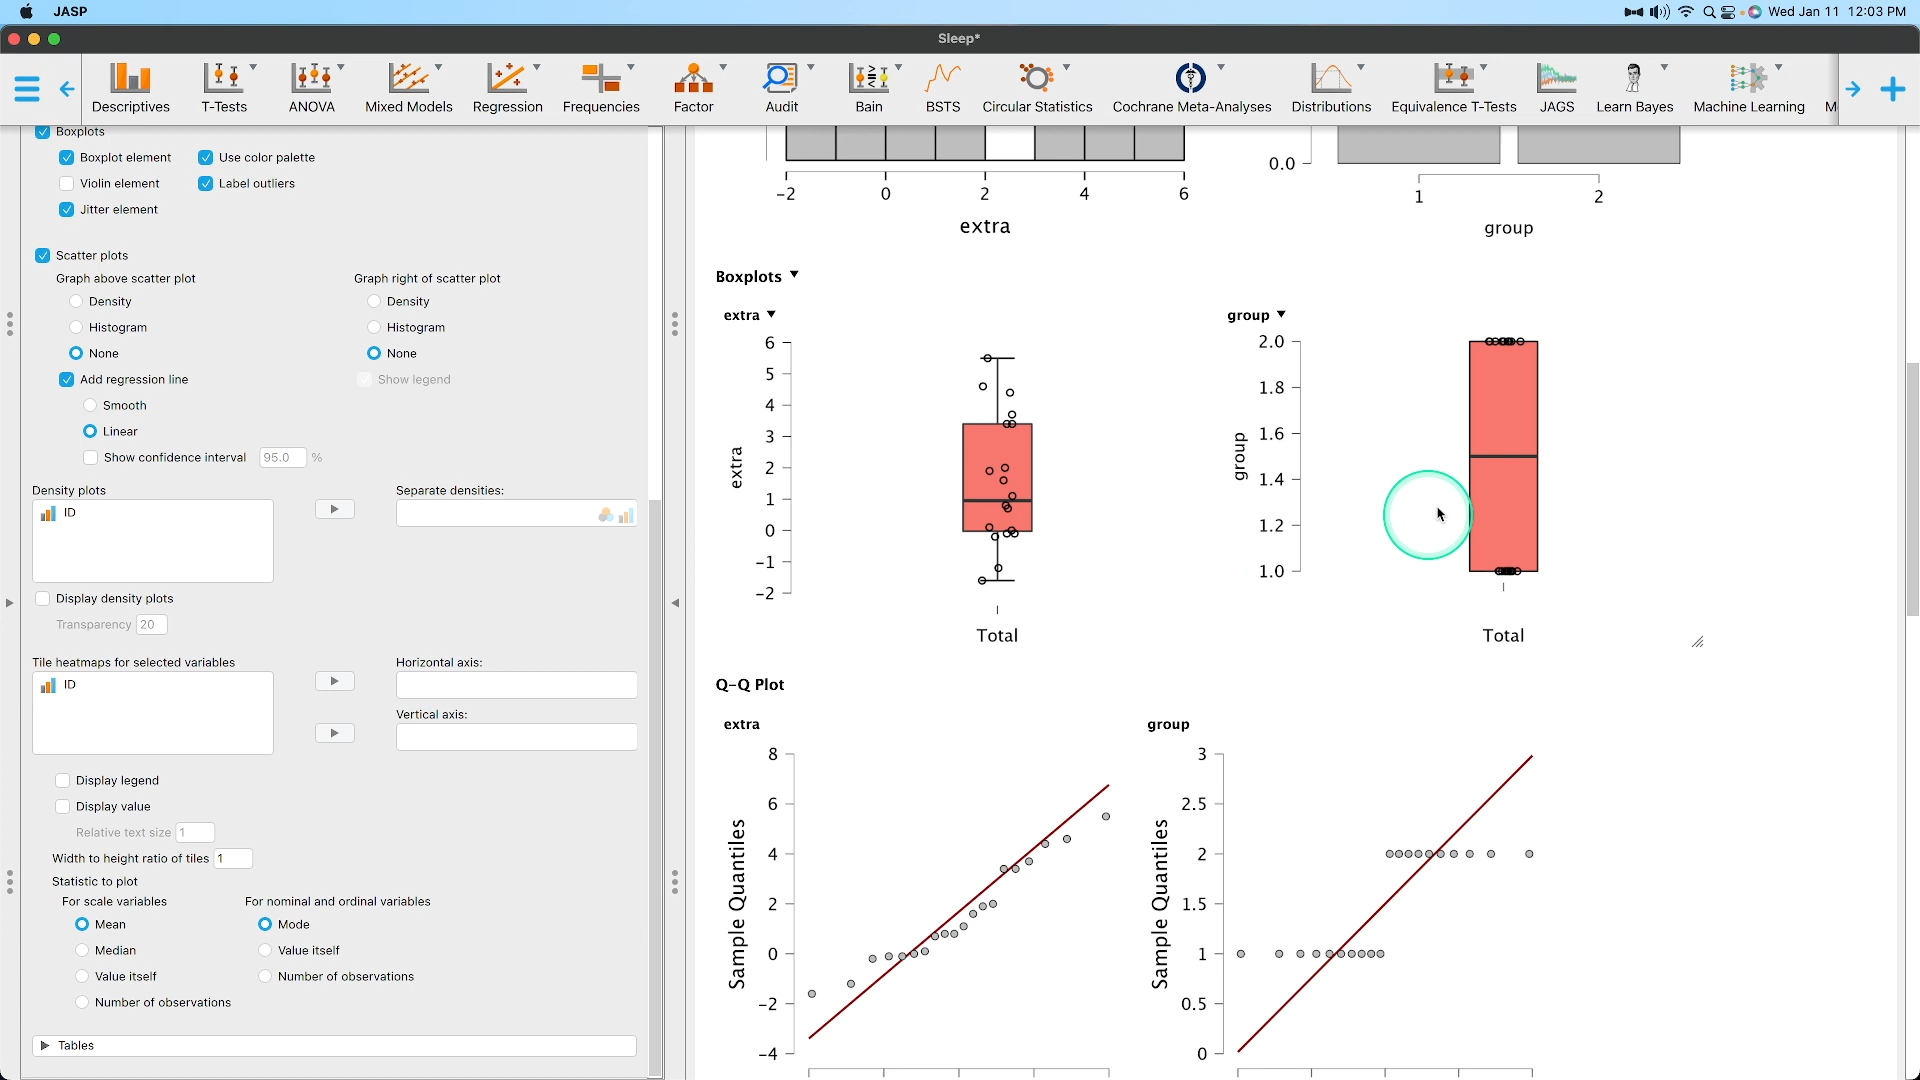 JASP
Wed Jan 11 12:03 PM
Sleep*
Descriptives
T-Tests
ANOVA
Mixed Models
Regression
Frequencies
Factor
Audit
Bain
BSTS
Circular Statistics
Cochrane Meta-Analyses
Distributions
Equivalence T-Tests
JAGS
Learn Bayes
Machine Learning
M
Boxplots
Boxplot element
Use color palette
Violin element
Label outliers
Jitter element
Scatter plots
Graph above scatter plot
Graph right of scatter plot
Density
Density
Histogram
Histogram
None
None
Add regression line
Show legend
Smooth
Linear
Show confidence interval 95.0 %
Density plots
Separate densities:
ID
Display density plots
Transparency 20
Tile heatmaps for selected variables
Horizontal axis:
ID
Vertical axis:
Display legend
Display value
Relative text size 1
Width to height ratio of tiles 1
Statistic to plot
For scale variables
For nominal and ordinal variables
Mean
Mode
Median
Value itself
Value itself
Number of observations
Number of observations
Tables
-2 0 2 4 6
extra
0.0
1 2
group
Boxplots
extra
6
5
4
3
2
1
0
-1
-2
extra
Total
group
2.0
1.8
1.6
1.4
1.2
1.0
group
Total
Q-Q Plot
extra
8
6
4
2
0
-2
-4
Sample Quantiles
group
3
2.5
2
1.5
1
0.5
0
Sample Quantiles